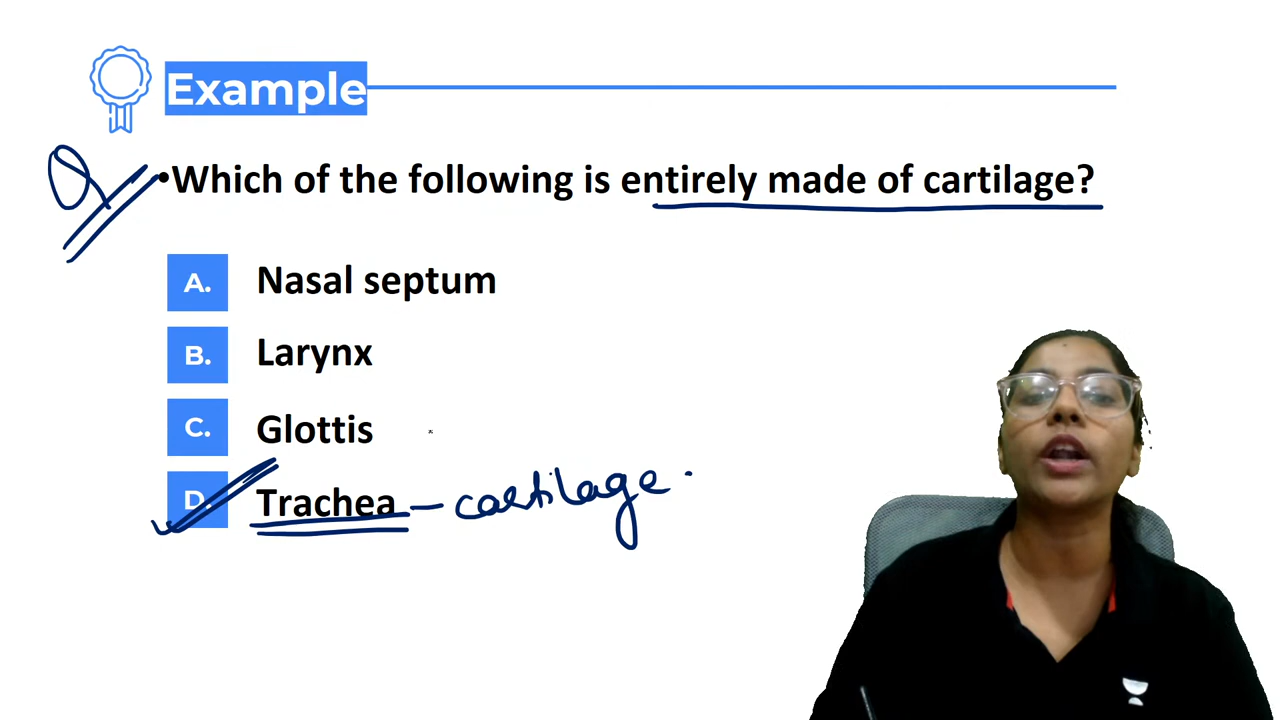 Example
Q
•Which of the following is entirely made of cartilage?
A. Nasal septum
B. Larynx
C. Glottis
D. Trachea – cartilage.